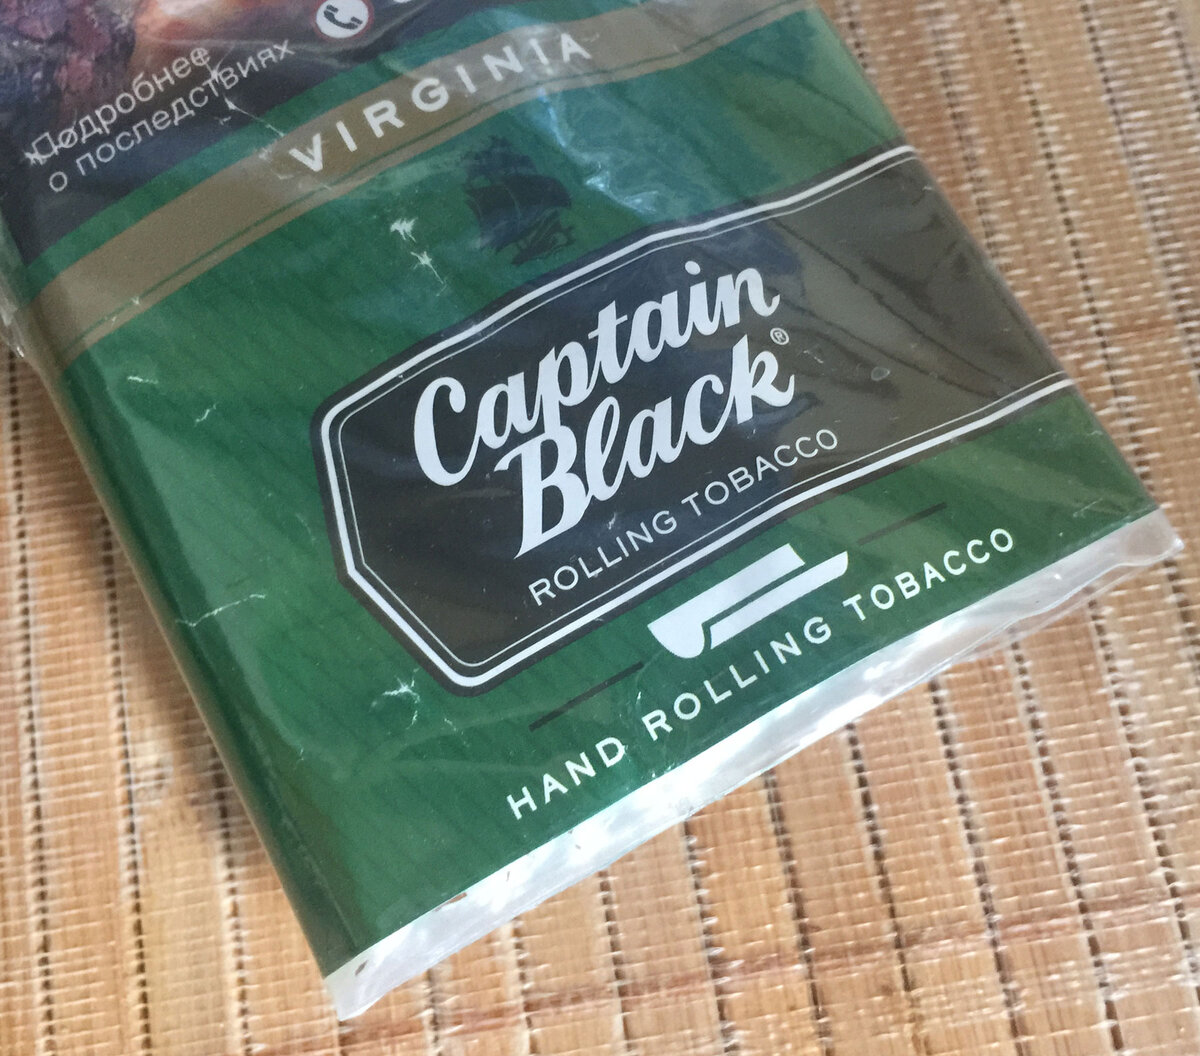 Подробнее
о последствиях
VIRGINIA
Captain
Black®
ROLLING TOBACCO
HAND ROLLING TOBACCO